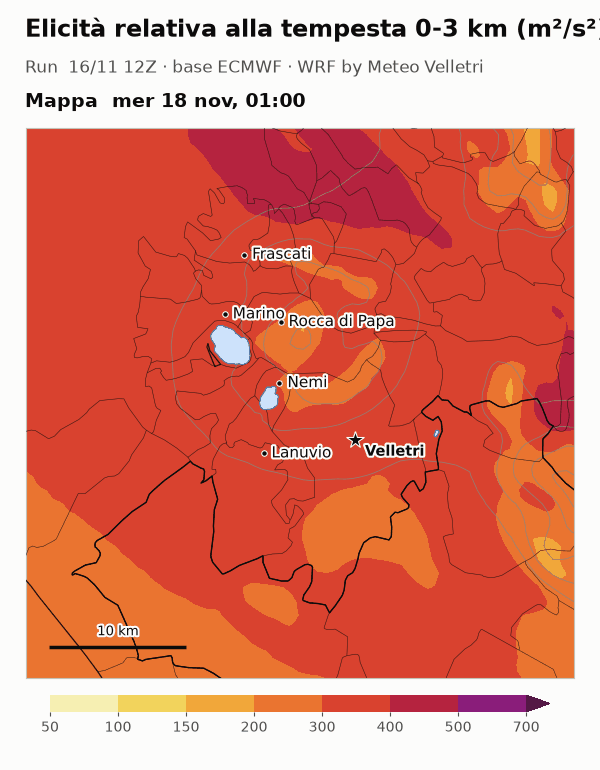 Elicità relativa alla tempesta 0-3 km (m²/s²)
Run  16/11 12Z · base ECMWF · WRF by Meteo Velletri
Mappa  mer 18 nov, 01:00
Frascati
Marino
Rocca di Papa
Nemi
Velletri
Lanuvio
10 km
50 100 150 200 300 400 500 700